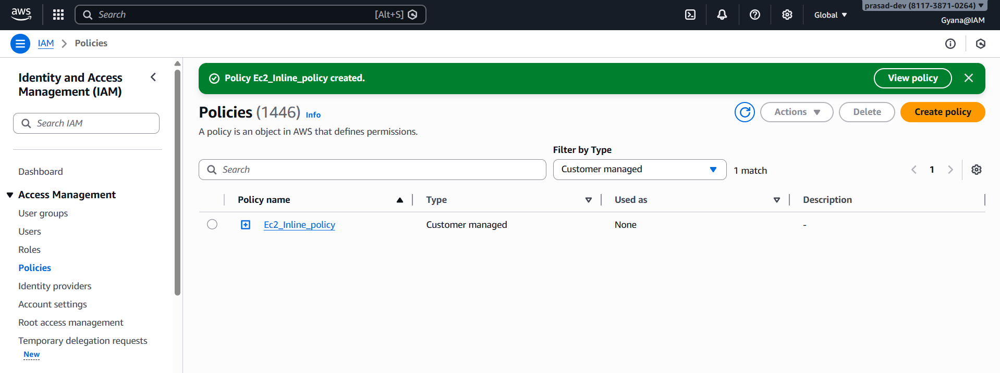 aws
Search
[Alt+S]
Global
prasad-dev (8117-3871-0264)
Gyana@IAM
IAM
Policies
Identity and Access
Management (IAM)
Search IAM
Dashboard
Access Management
User groups
Users
Roles
Policies
Identity providers
Account settings
Root access management
Temporary delegation requests
New
Policy Ec2_Inline_policy created.
View policy
Policies (1446) Info
Actions
Delete
Create policy
A policy is an object in AWS that defines permissions.
Filter by Type
Search
Customer managed
1 match
1
Policy name
Type
Used as
Description
Ec2_Inline_policy
Customer managed
None
-